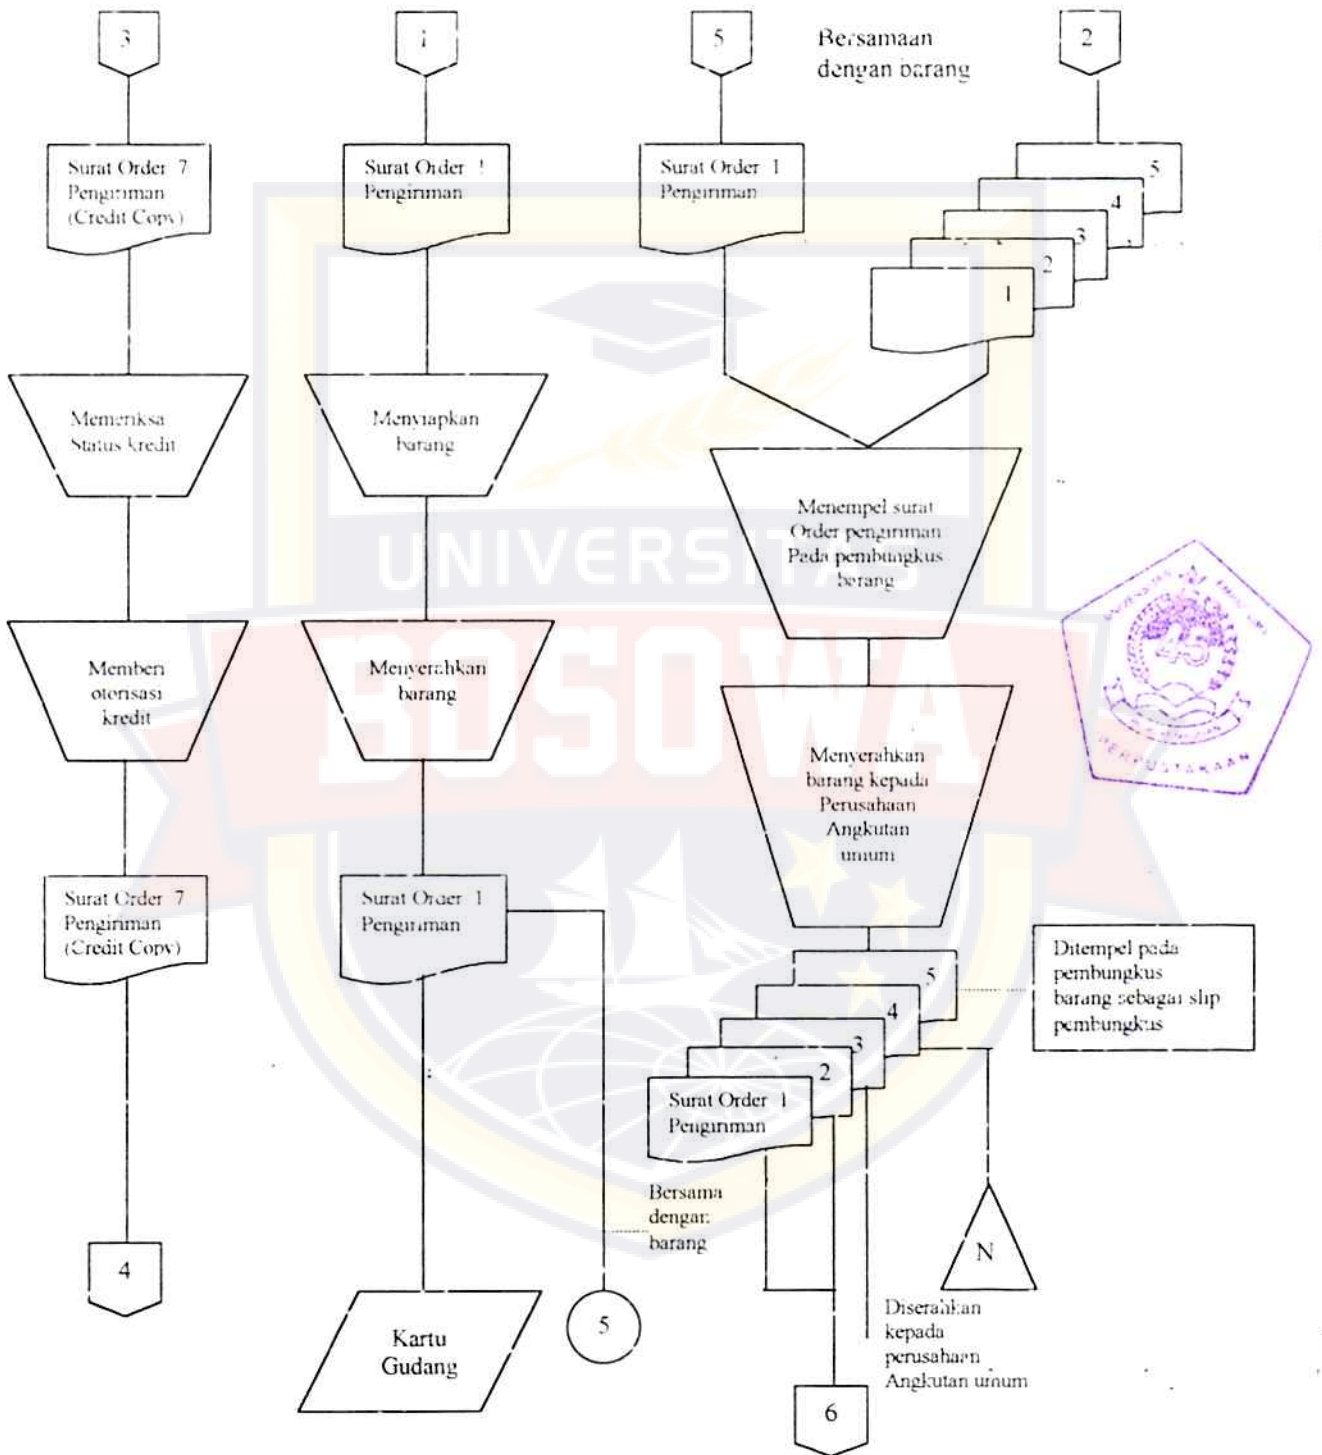 3
1
5
Bersamaan
dengan barang
2
Surat Order 7
Pengiriman
(Credit Copy)
Surat Order 1
Pengiriman
Surat Order 1
Pengiriman
5
4
3
2
1
Memeriksa
Status kredit
Menyiapkan
barang
Menempel surat
Order pengiriman
Pada pembungkus
barang
UNIVERSITAS
BOSOWA
Memberi
otorisasi
kredit
Menyerahkan
barang
Menyerahkan
barang kepada
Perusahaan
Angkutan
umum
45
PERPUSTAKAAN
Surat Order 7
Pengiriman
(Credit Copy)
Surat Order 1
Pengiriman
5
4
3
2
Surat Order 1
Pengiriman
Ditempel pada
pembungkus
barang sebagai slip
pembungkus
Bersama
dengan
barang
N
4
Kartu
Gudang
5
Diserahkan
kepada
perusahaan
Angkutan umum
6